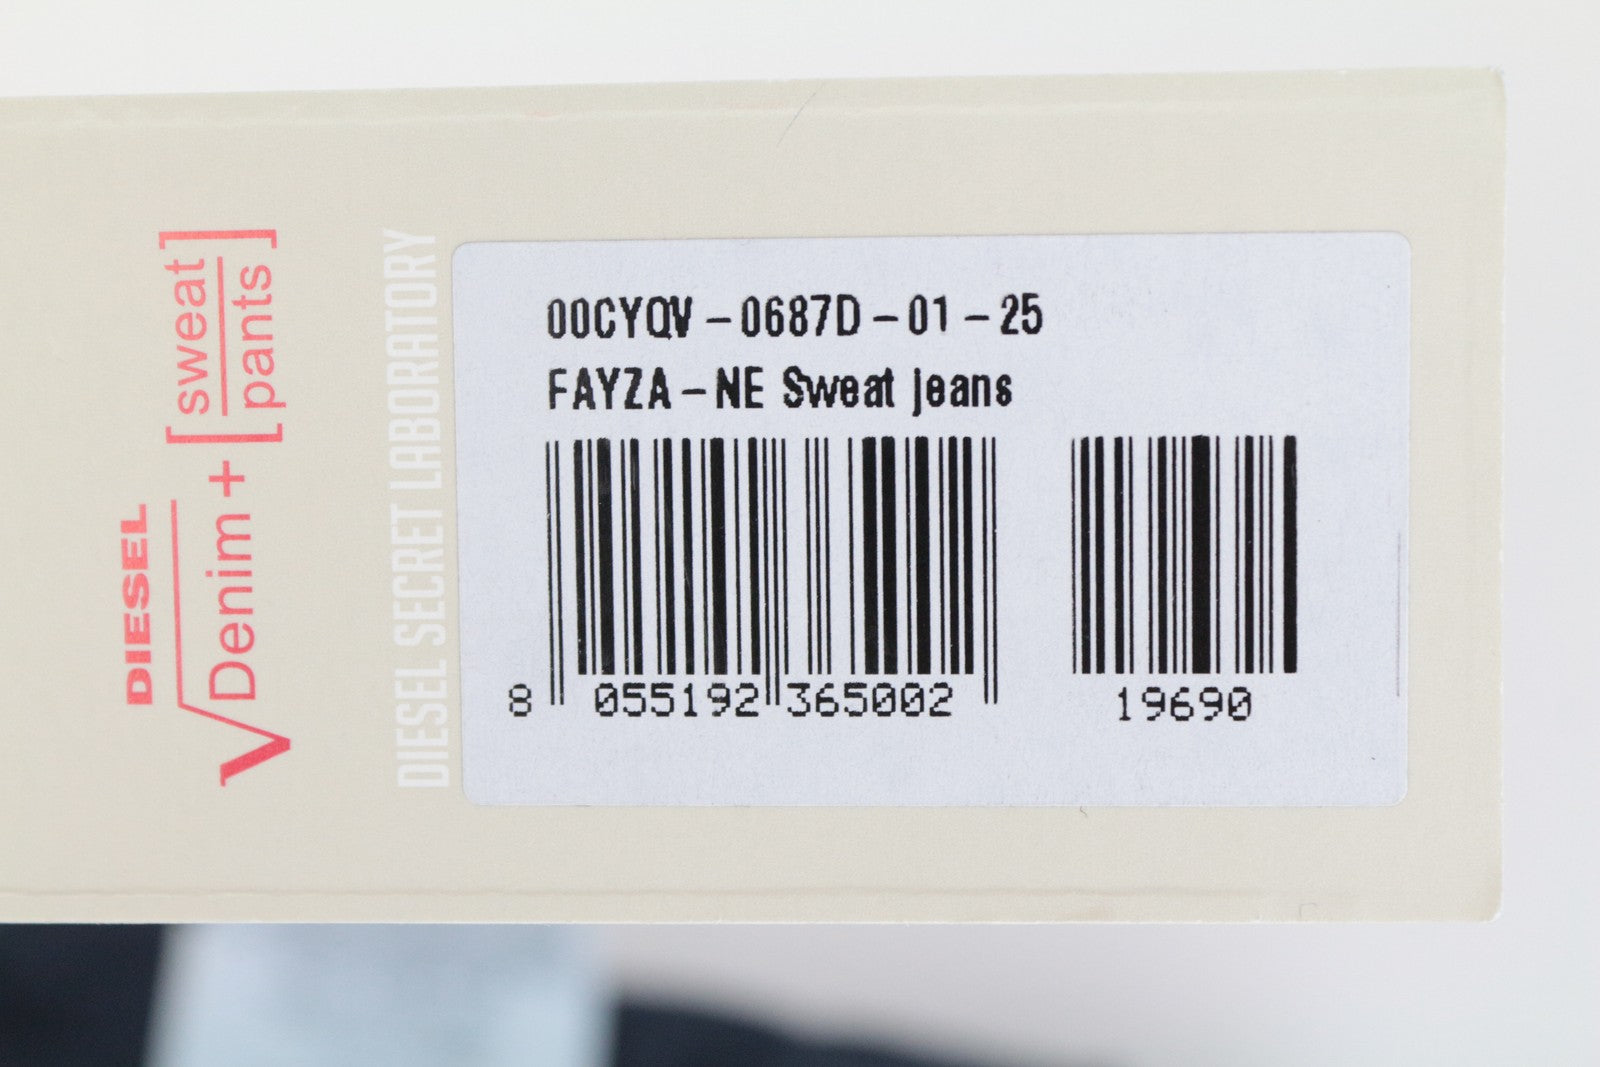 DIESEL
√Denim + [sweat
pants]
DIESEL SECRET LABORATORY
00CYQV - 0687D - 01 - 25
FAYZA - NE Sweat jeans
8 055192 365002
19690